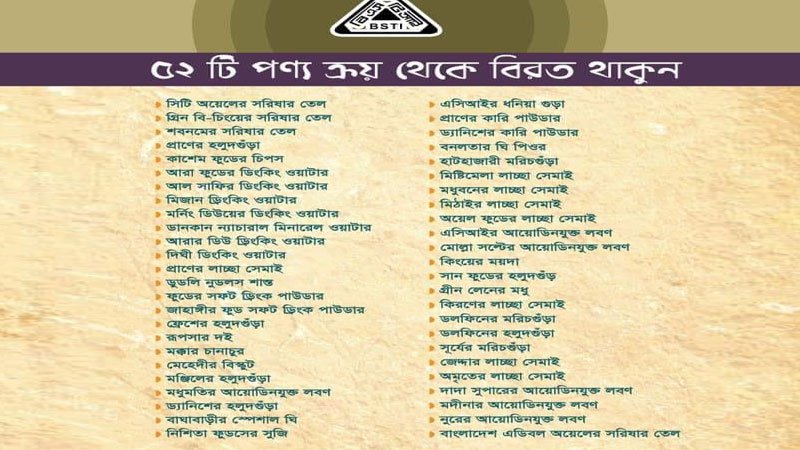 বিএসটিআই
BSTI
৫২ টি পণ্য ক্রয় থেকে বিরত থাকুন
সিটি অয়েলের সরিষার তেল
গ্রিন বি-চিংয়ের সরিষার তেল
শবনমের সরিষার তেল
প্রাণের হলুদগুঁড়া
কাশেম ফুডের চিপস
আরা ফুডের ডিংকিং ওয়াটার
আল সাফির ডিংকিং ওয়াটার
মিজান ড্রিংকিং ওয়াটার
মর্নিং ডিউয়ের ডিংকিং ওয়াটার
ডানকান ন্যাচারাল মিনারেল ওয়াটার
আরার ডিউ ড্রিংকিং ওয়াটার
দিঘী ডিংকিং ওয়াটার
প্রাণের লাচ্ছা সেমাই
ডুডলি নুডলস শাস্ত
ফুডের সফট ড্রিংক পাউডার
জাহাঙ্গীর ফুড সফট ড্রিংক পাউডার
ফ্রেশের হলুদগুঁড়া
রূপসার দই
মক্কার চানাচুর
মেহেদীর বিস্কুট
মঞ্জিলের হলুদগুঁড়া
মধুমতির আয়োডিনযুক্ত লবণ
ড্যানিশের হলুদগুঁড়া
বাঘাবাড়ীর স্পেশাল ঘি
নিশিতা ফুডসের সুজি
এসিআইর ধনিয়া গুড়া
প্রাণের কারি পাউডার
ড্যানিশের কারি পাউডার
বনলতার ঘি পিওর
হাটহাজারী মরিচগুঁড়া
মিষ্টিমেলা লাচ্ছা সেমাই
মধুবনের লাচ্ছা সেমাই
মিঠাইর লাচ্ছা সেমাই
অয়েল ফুডের লাচ্ছা সেমাই
এসিআইর আয়োডিনযুক্ত লবণ
মোল্লা সল্টের আয়োডিনযুক্ত লবণ
কিংয়ের ময়দা
সান ফুডের হলুদগুঁড়
গ্রীন লেনের মধু
কিরণের লাচ্ছা সেমাই
ডলফিনের মরিচগুঁড়া
ডলফিনের হলুদগুঁড়া
সূর্যের মরিচগুঁড়া
জেদ্দার লাচ্ছা সেমাই
অমৃতের লাচ্ছা সেমাই
দাদা সুপারের আয়োডিনযুক্ত লবণ
মদীনার আয়োডিনযুক্ত লবণ
নুরের আয়োডিনযুক্ত লবণ
বাংলাদেশ এডিবল অয়েলের সরিষার তেল